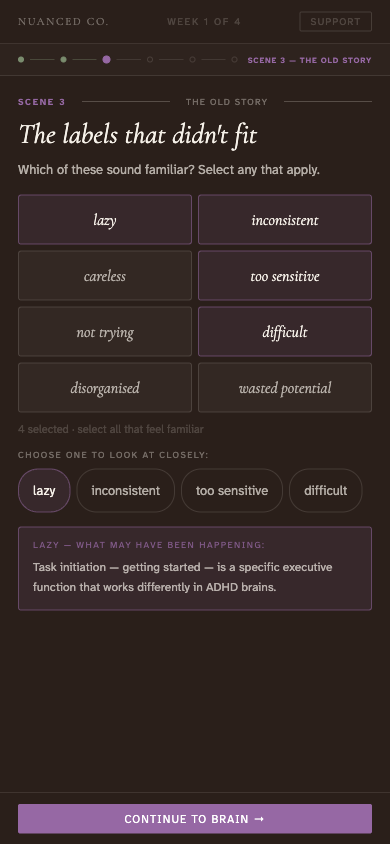 NUANCED CO.
WEEK 1 OF 4
SUPPORT
SCENE 3 — THE OLD STORY
SCENE 3
THE OLD STORY
The labels that didn't fit
Which of these sound familiar? Select any that apply.
lazy
inconsistent
careless
too sensitive
not trying
difficult
disorganised
wasted potential
4 selected · select all that feel familiar
CHOOSE ONE TO LOOK AT CLOSELY:
lazy
inconsistent
too sensitive
difficult
LAZY — WHAT MAY HAVE BEEN HAPPENING:
Task initiation — getting started — is a specific executive
function that works differently in ADHD brains.
CONTINUE TO BRAIN →